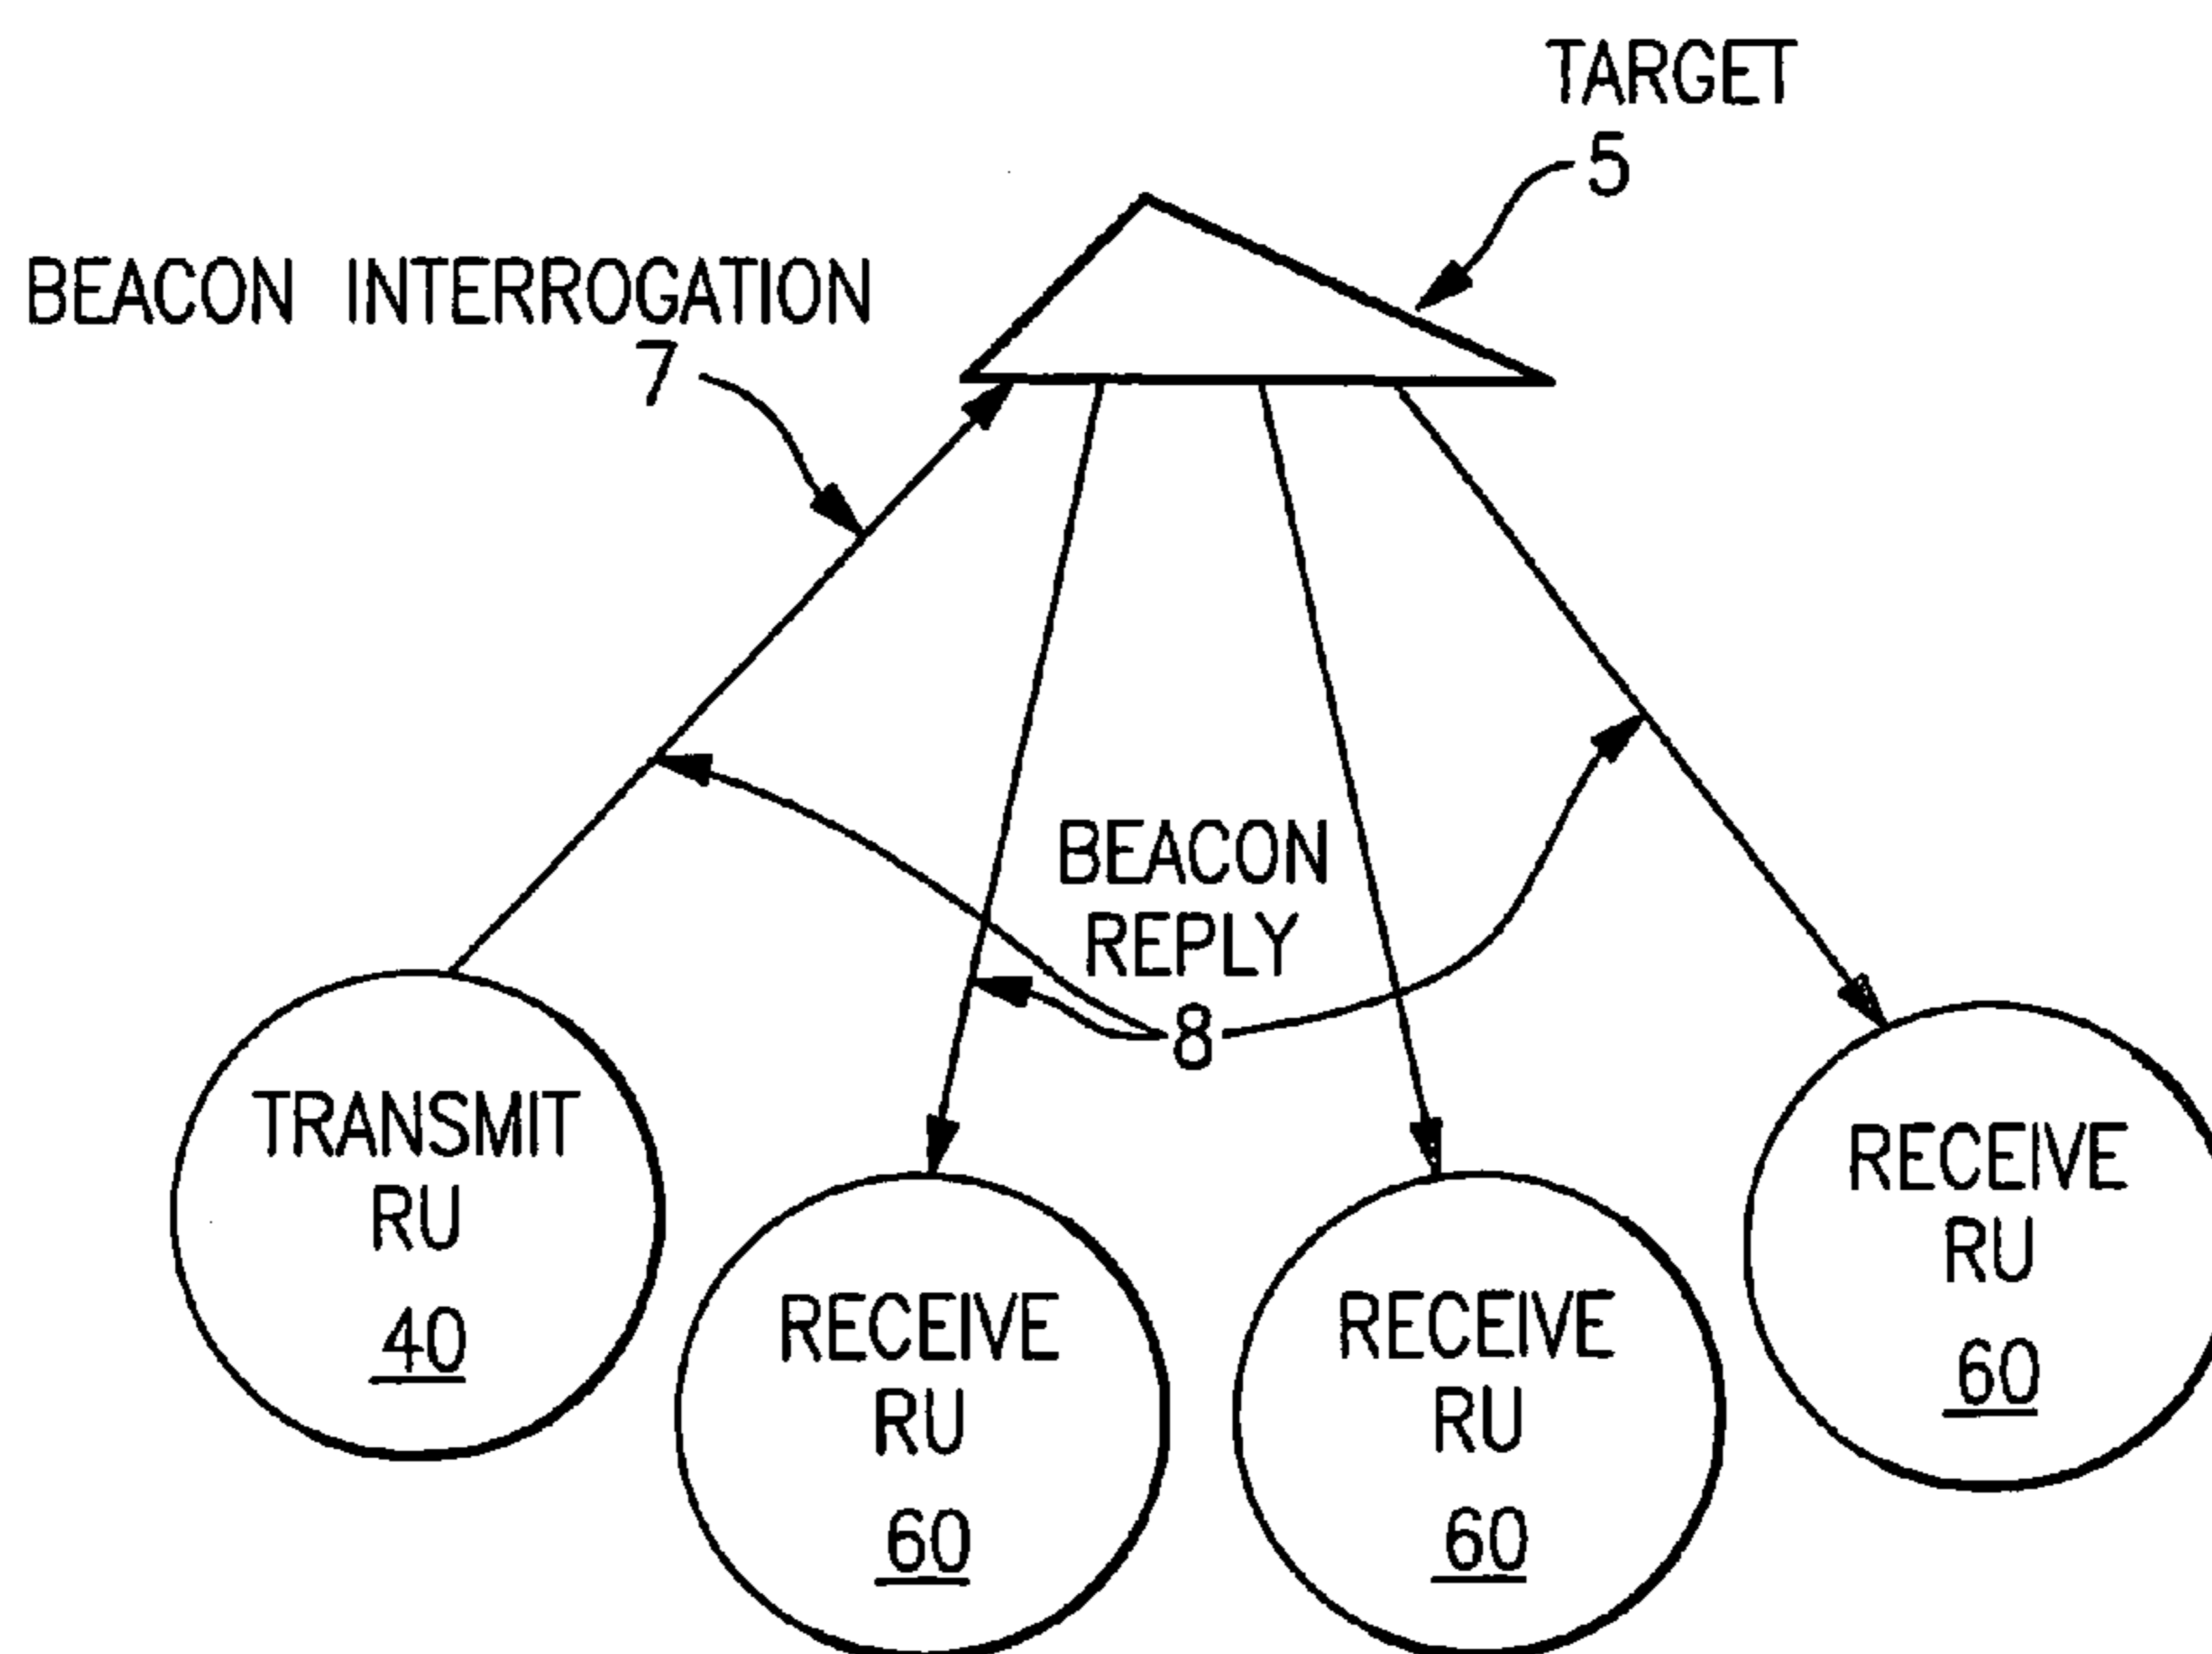 TARGET
5
BEACON INTERROGATION
7
BEACON
REPLY
8
TRANSMIT
RU
40
RECEIVE
RU
60
RECEIVE
RU
60
RECEIVE
RU
60